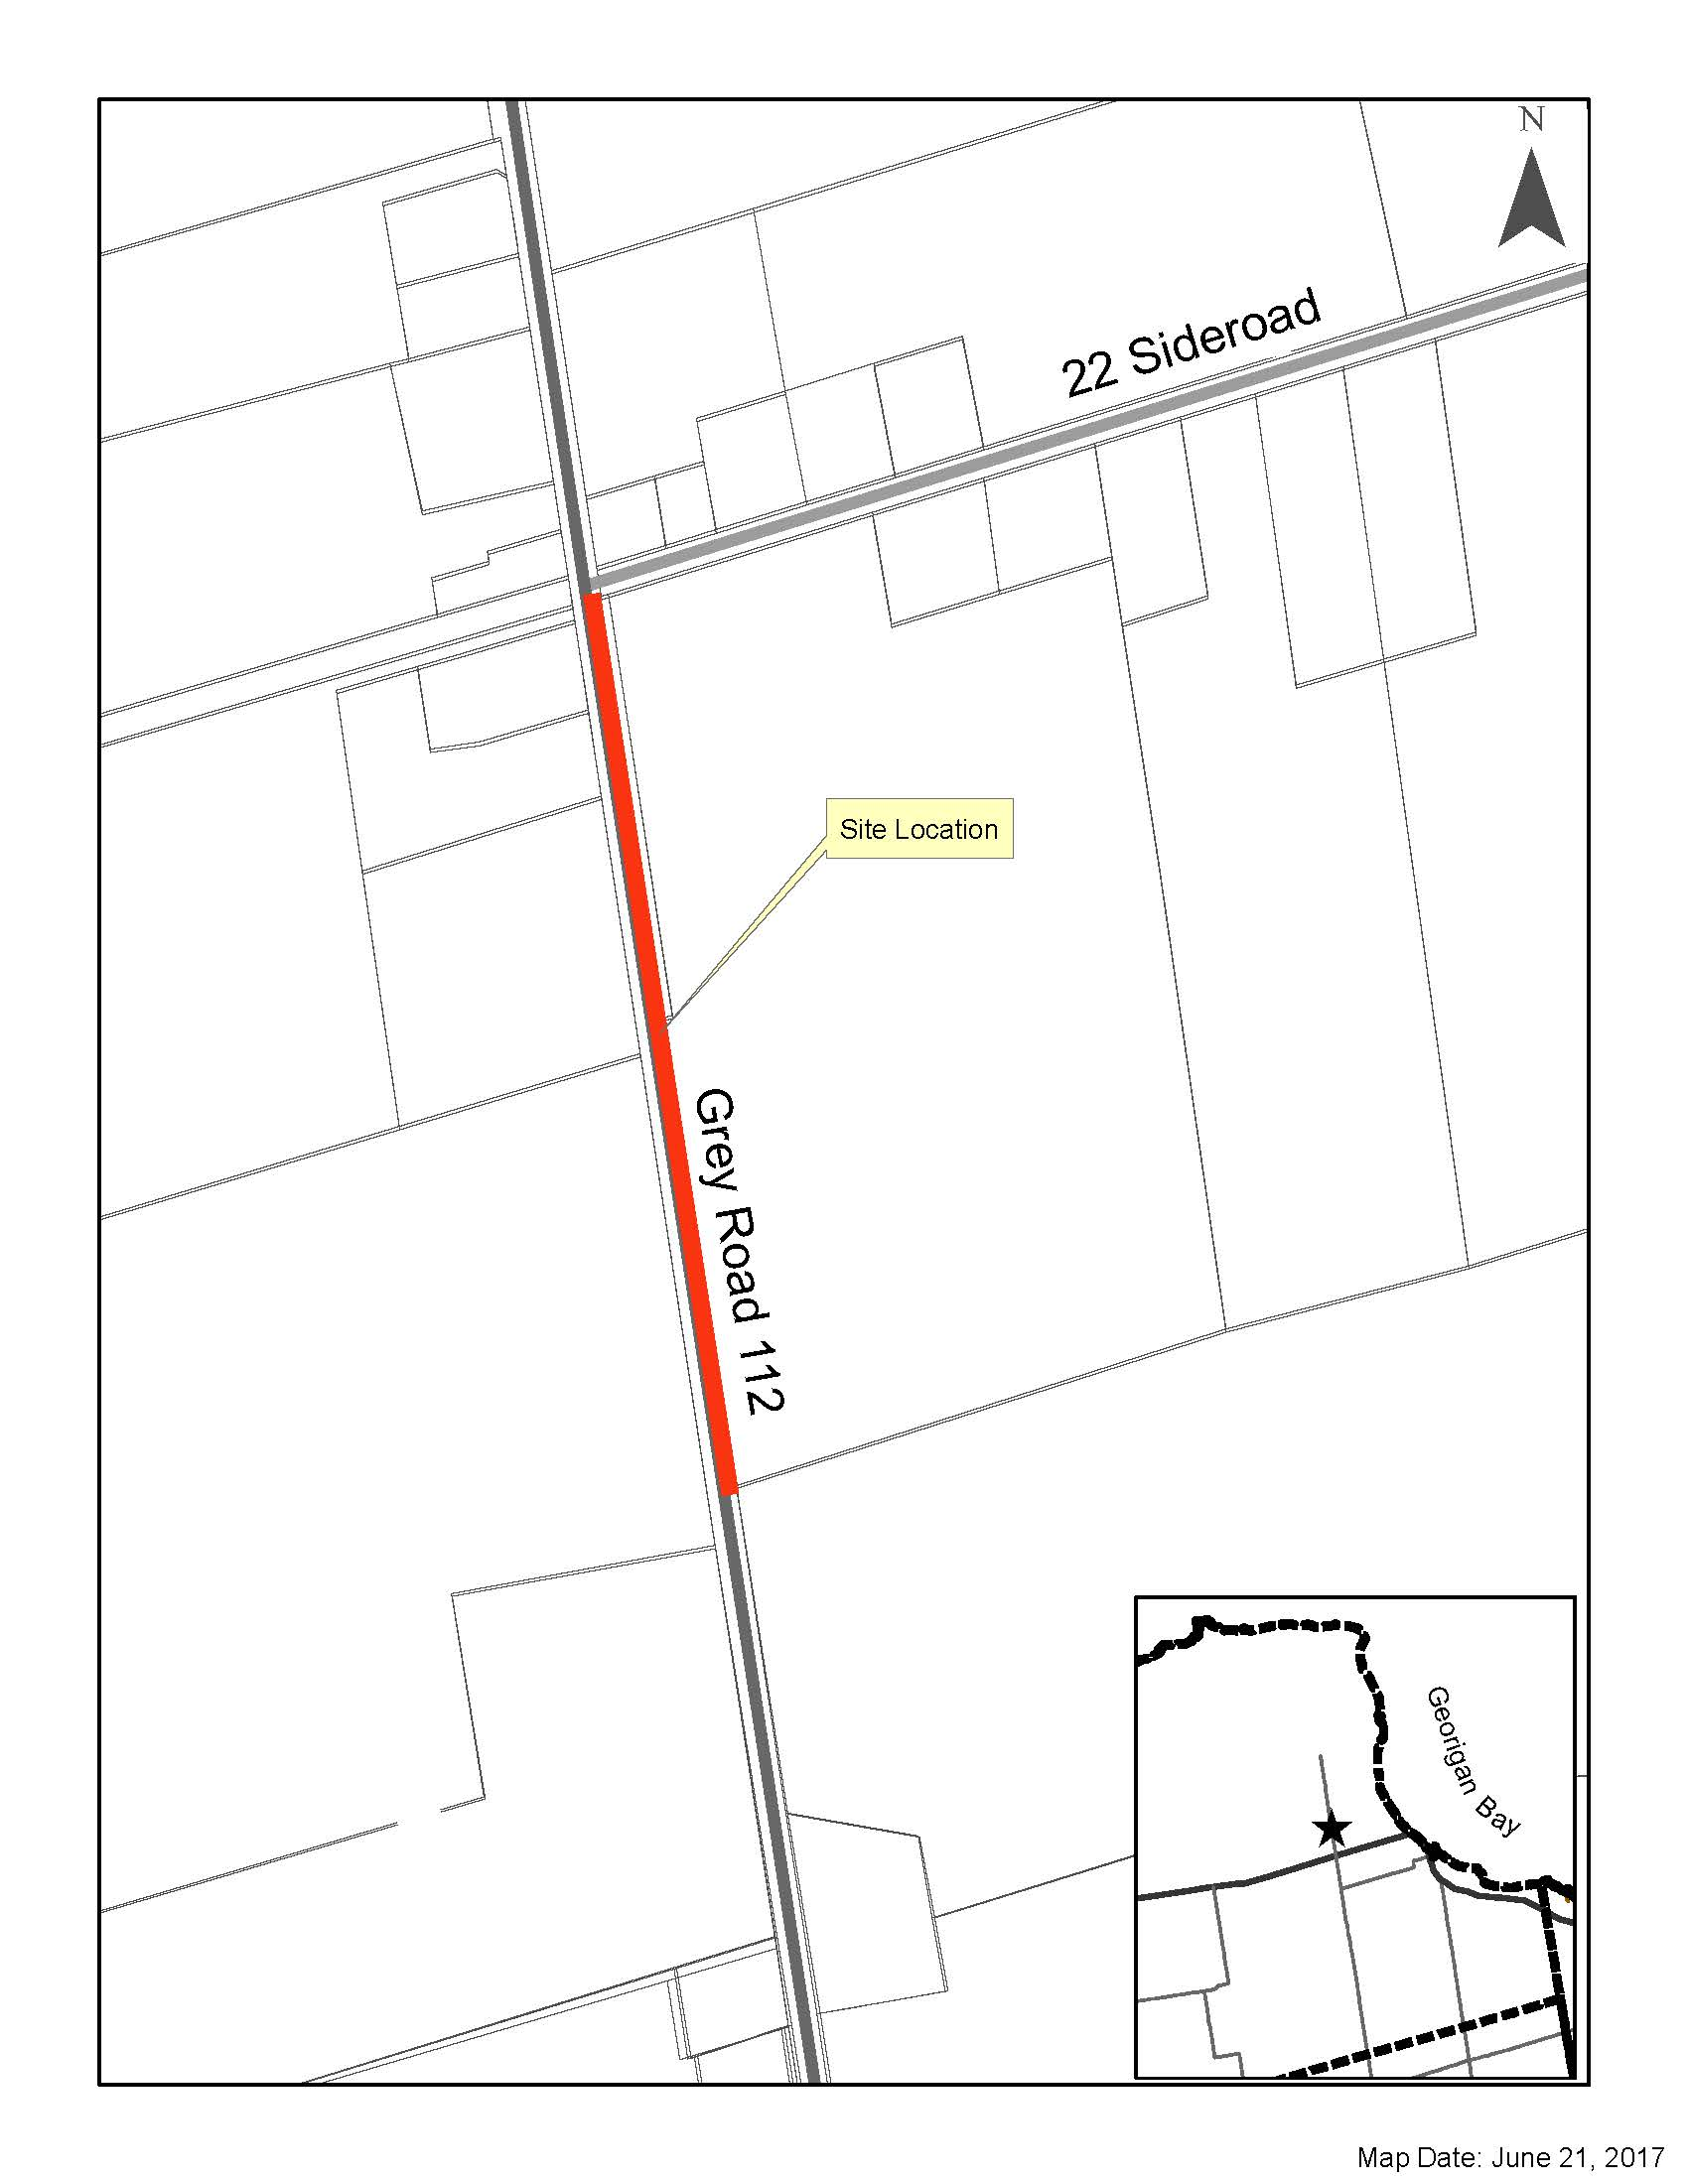 N
22 Sideroad
Site Location
Grey Road 112
Georigan Bay
Map Date: June 21, 2017